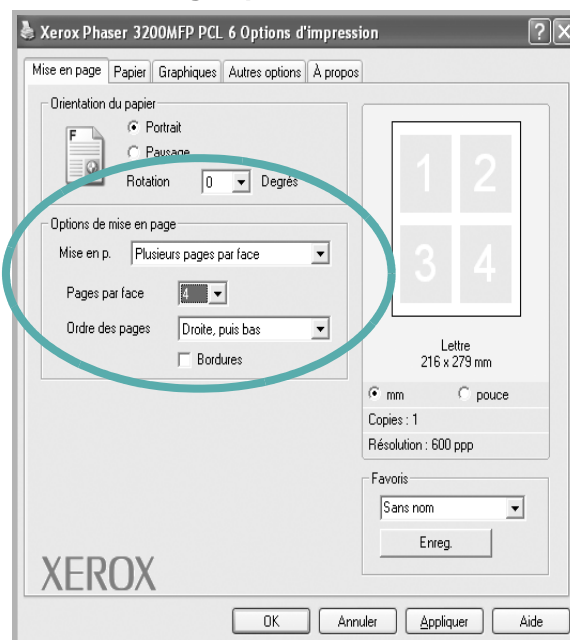 Xerox Phaser 3200MFP PCL 6 Options d'impression
Mise en page Papier Graphiques Autres options À propos
Orientation du papier
F
Portrait
Paysage
Rotation 0 Degrés
Options de mise en page
Mise en p. Plusieurs pages par face
Pages par face 4
Ordre des pages Droite, puis bas
Bordures
1 2
3 4
Lettre
216 x 279 mm
mm pouce
Copies : 1
Résolution : 600 ppp
Favoris
Sans nom
Enreg.
XEROX
OK Annuler Appliquer Aide